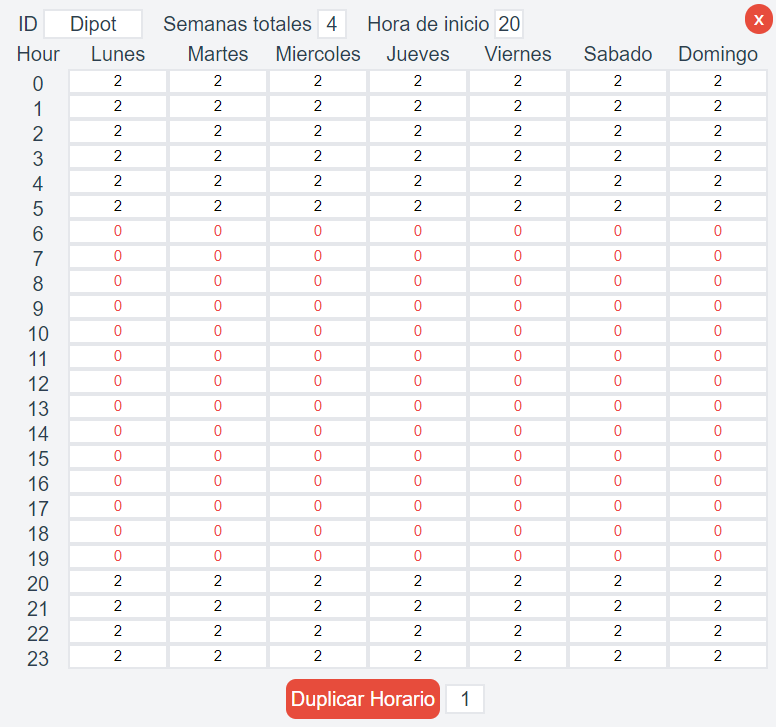 ID Dipot Semanas totales 4 Hora de inicio 20 x
Hour Lunes Martes Miercoles Jueves Viernes Sabado Domingo
0 2 2 2 2 2 2 2
1 2 2 2 2 2 2 2
2 2 2 2 2 2 2 2
3 2 2 2 2 2 2 2
4 2 2 2 2 2 2 2
5 2 2 2 2 2 2 2
6 0 0 0 0 0 0 0
7 0 0 0 0 0 0 0
8 0 0 0 0 0 0 0
9 0 0 0 0 0 0 0
10 0 0 0 0 0 0 0
11 0 0 0 0 0 0 0
12 0 0 0 0 0 0 0
13 0 0 0 0 0 0 0
14 0 0 0 0 0 0 0
15 0 0 0 0 0 0 0
16 0 0 0 0 0 0 0
17 0 0 0 0 0 0 0
18 0 0 0 0 0 0 0
19 0 0 0 0 0 0 0
20 2 2 2 2 2 2 2
21 2 2 2 2 2 2 2
22 2 2 2 2 2 2 2
23 2 2 2 2 2 2 2
Duplicar Horario 1